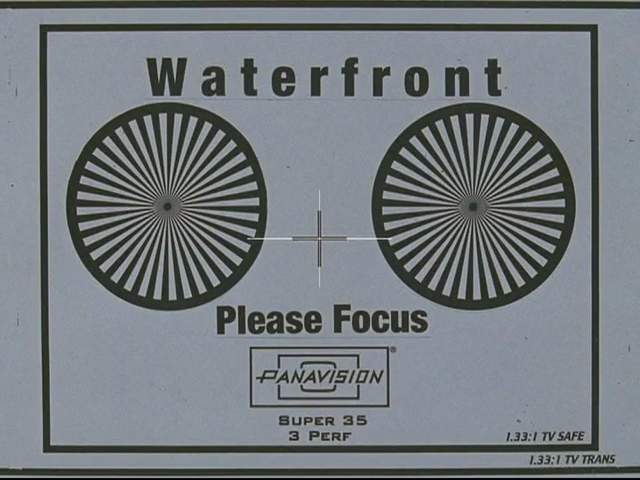 Waterfront
Please Focus
PANAVISION®
SUPER 35
3 PERF
1.33:1 TV SAFE
1.33:1 TV TRANS